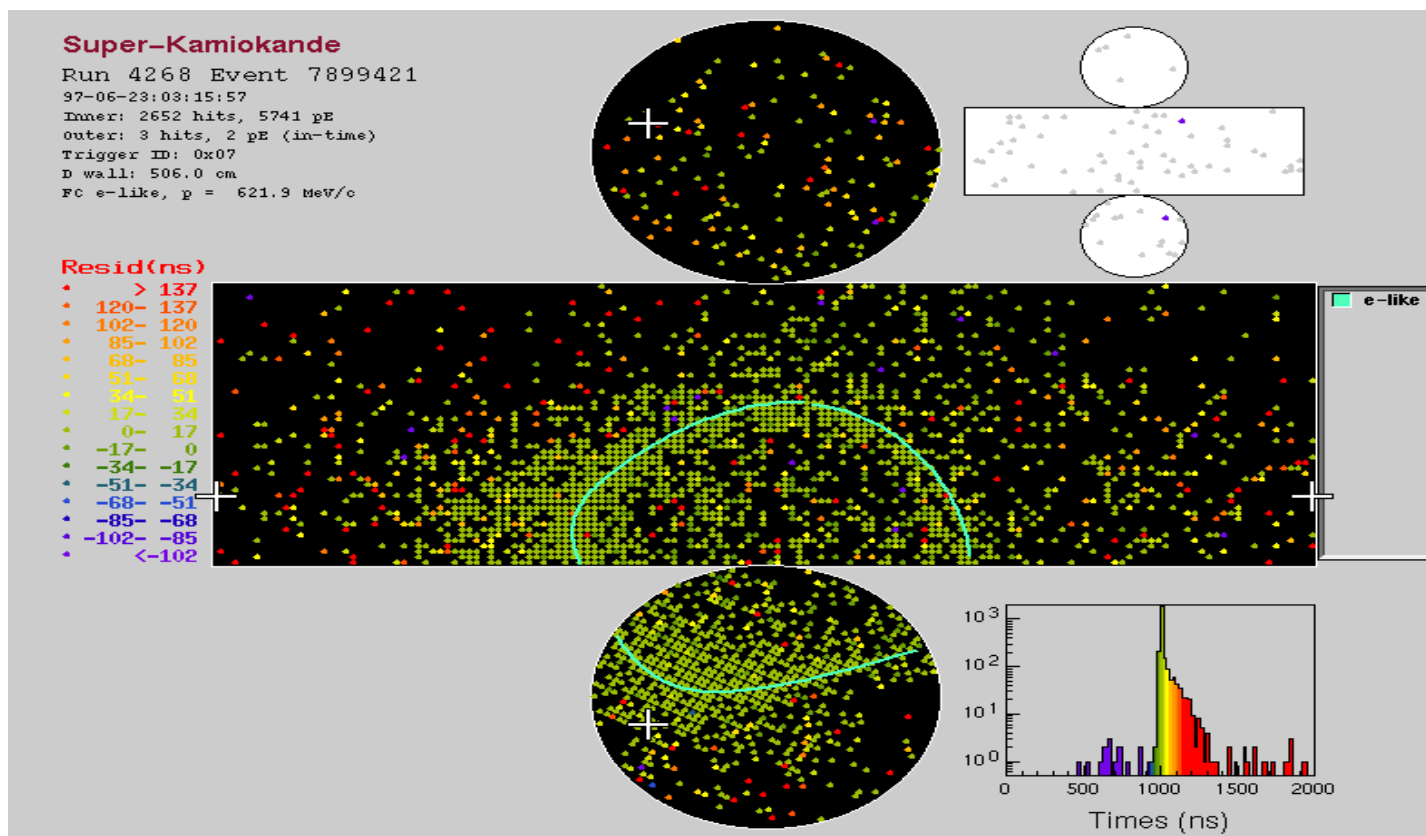 Super-Kamiokande
Run 4268 Event 7899421
97-06-23:03:15:57
Inner: 2652 hits, 5741 pE
Outer: 3 hits, 2 pE (in-time)
Trigger ID: 0x07
D wall: 506.0 cm
FC e-like, p = 621.9 MeV/c
Resid(ns)
> 137
120- 137
102- 120
85- 102
68- 85
51- 68
34- 51
17- 34
0- 17
-17- 0
-34- -17
-51- -34
-68- -51
-85- -68
-102- -85
<-102
e-like
10³
10²
10¹
10⁰
0 500 1000 1500 2000
Times (ns)